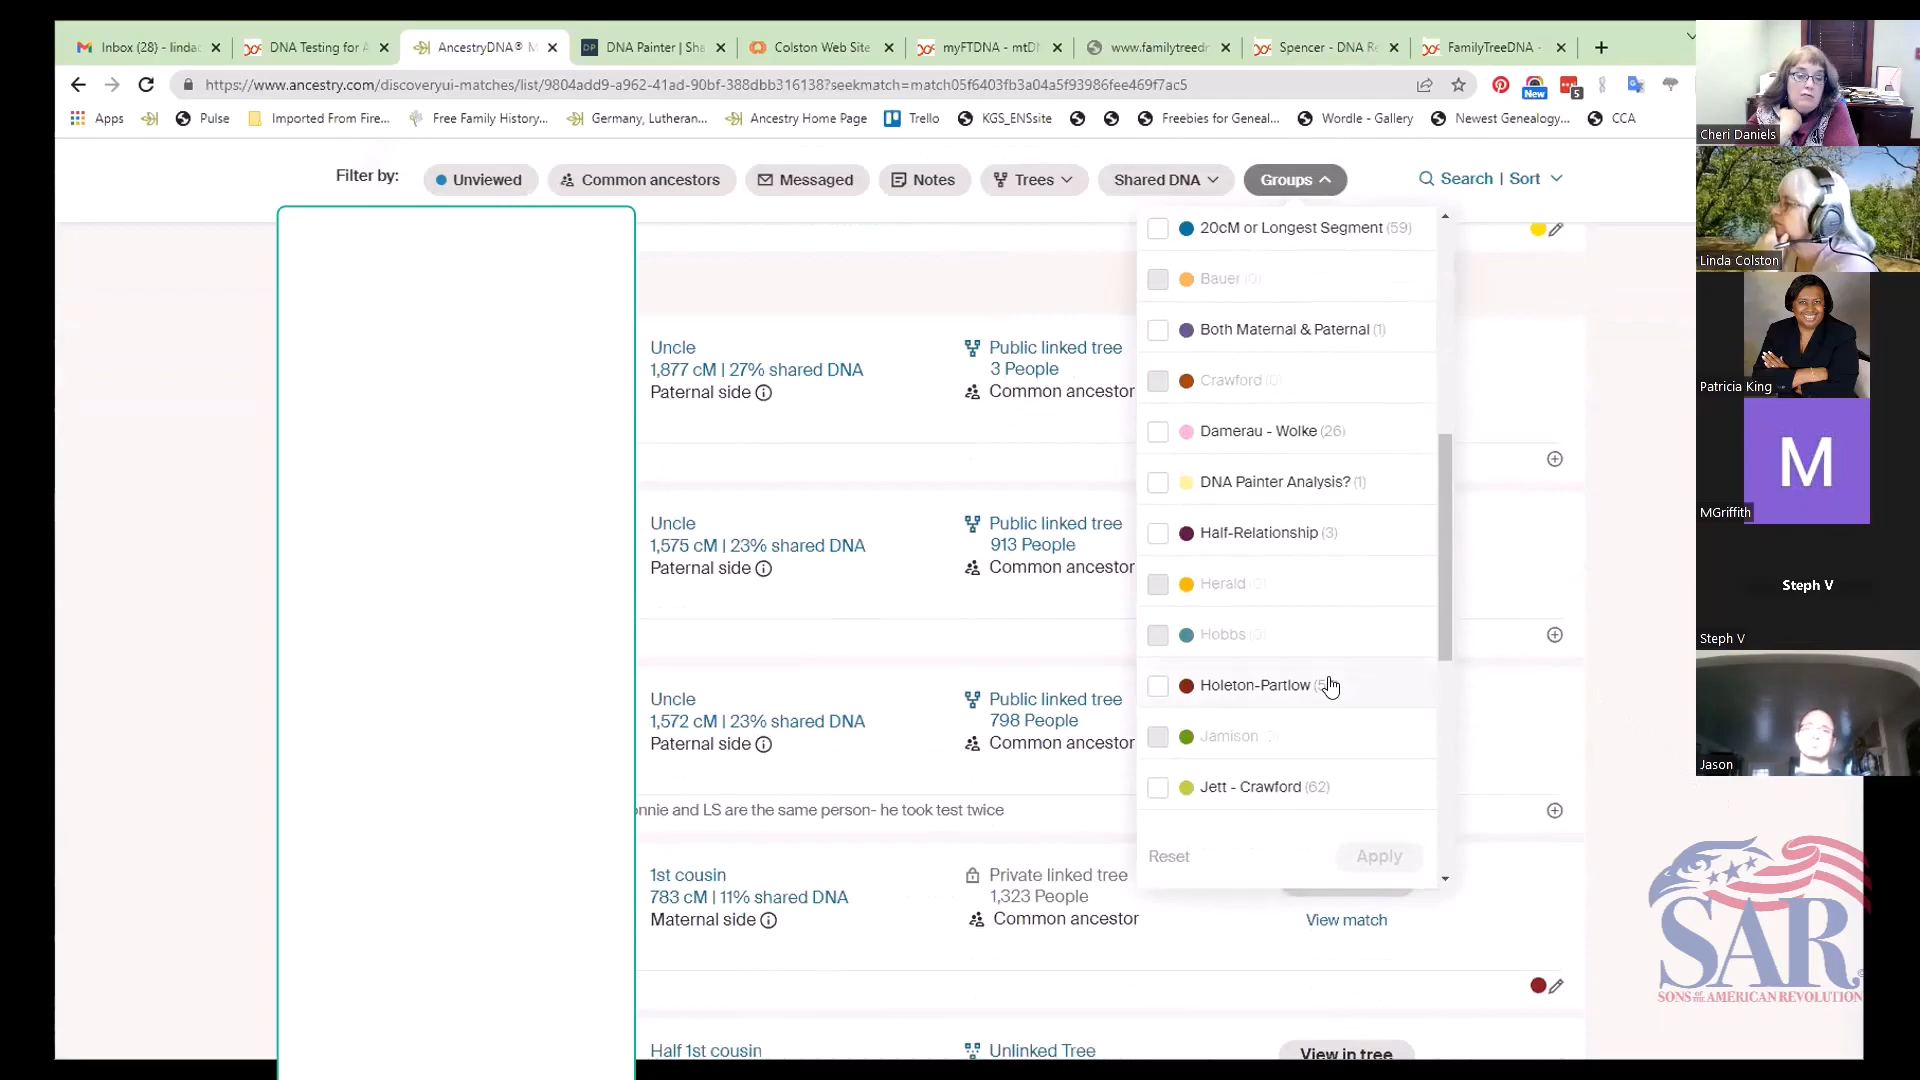 Inbox (28) - linda
DNA Testing for A
AncestryDNA® M
DP
DNA Painter | Sha
Colston Web Site
myFTDNA - mtD
www.familytreed
Spencer - DNA Re
FamilyTreeDNA -
https://www.ancestry.com/discoveryui-matches/list/9804add9-a962-41ad-90bf-388dbb316138?seekmatch=match05f6403fb3a04a5f93986fee469f7ac5
New
5
Apps
Pulse
Imported From Fire...
Free Family History...
Germany, Lutheran...
Ancestry Home Page
Trello
KGS_ENSsite
Freebies for Geneal...
Wordle - Gallery
Newest Genealogy...
CCA
Filter by:
Unviewed
Common ancestors
Messaged
Notes
Trees
Shared DNA
Groups
Search | Sort
20cM or Longest Segment (59)
Bauer (0)
Both Maternal & Paternal (1)
Crawford (0)
Damerau - Wolke (26)
DNA Painter Analysis? (1)
Half-Relationship (3)
Herald (0)
Hobbs (0)
Holeton-Partlow
Jamison
Jett - Crawford (62)
Reset
Apply
Uncle
1,877 cM | 27% shared DNA
Paternal side
Public linked tree
3 People
Common ancestor
Uncle
1,575 cM | 23% shared DNA
Paternal side
Public linked tree
913 People
Common ancestor
Uncle
1,572 cM | 23% shared DNA
Paternal side
Public linked tree
798 People
Common ancestor
onnie and LS are the same person- he took test twice
1st cousin
783 cM | 11% shared DNA
Maternal side
Private linked tree
1,323 People
Common ancestor
View match
Half 1st cousin
Unlinked Tree
View in tree
Cheri Daniels
Linda Colston
Patricia King
M
MGriffith
Steph V
Steph V
Jason
SAR
SONS OF THE AMERICAN REVOLUTION